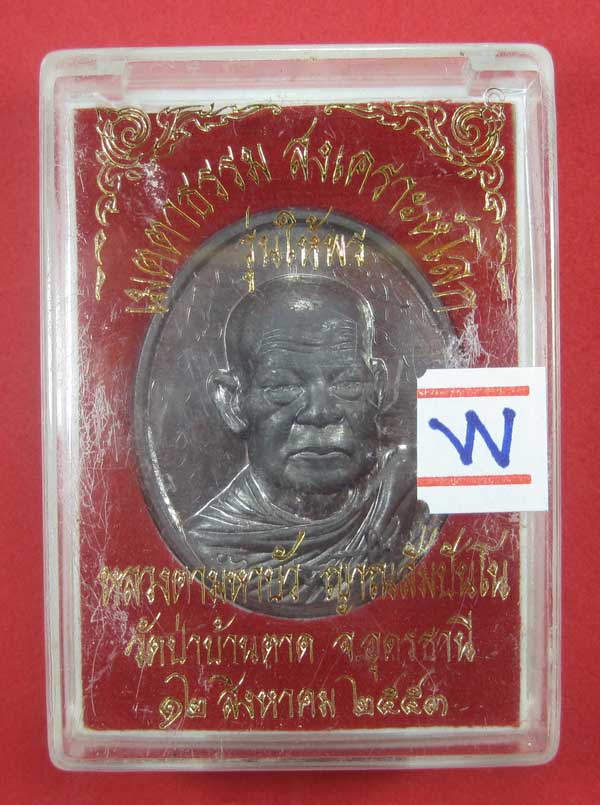 เมตตาธรรม สงเคราะห์โลก
รุ่นให้พร
พ
หลวงตามหาบัว ญาณสัมปันโน
วัดป่าบ้านตาด จ.อุดรธานี
๑๒ สิงหาคม ๒๕๕๓